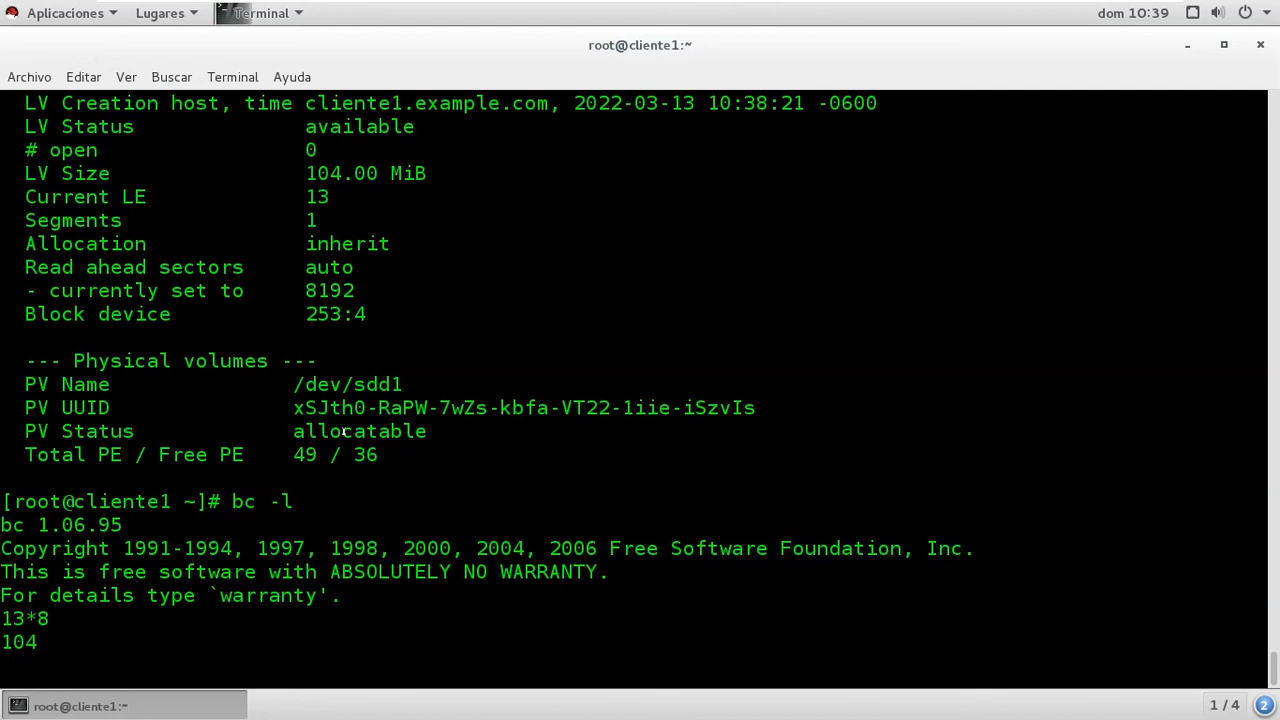 Aplicaciones Lugares Terminal dom 10:39
root@cliente1:~
Archivo Editar Ver Buscar Terminal Ayuda
LV Creation host, time cliente1.example.com, 2022-03-13 10:38:21 -0600
LV Status available
# open 0
LV Size 104.00 MiB
Current LE 13
Segments 1
Allocation inherit
Read ahead sectors auto
- currently set to 8192
Block device 253:4
--- Physical volumes ---
PV Name /dev/sdd1
PV UUID xSJth0-RaPW-7wZs-kbfa-VT22-1iie-iSzvIs
PV Status allocatable
Total PE / Free PE 49 / 36
[root@cliente1 ~]# bc -l
bc 1.06.95
Copyright 1991-1994, 1997, 1998, 2000, 2004, 2006 Free Software Foundation, Inc.
This is free software with ABSOLUTELY NO WARRANTY.
For details type `warranty'.
13*8
104
root@cliente1:~ 1 / 4 2